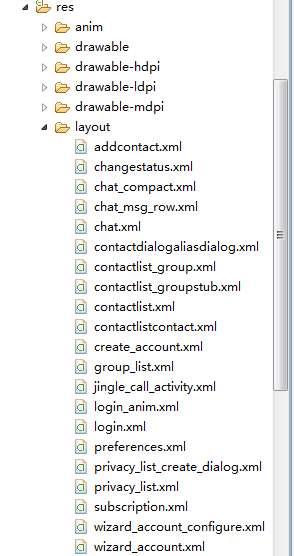 res
anim
drawable
drawable-hdpi
drawable-ldpi
drawable-mdpi
layout
addcontact.xml
changestatus.xml
chat_compact.xml
chat_msg_row.xml
chat.xml
contactdialogaliasdialog.xml
contactlist_group.xml
contactlist_groupstub.xml
contactlist.xml
contactlistcontact.xml
create_account.xml
group_list.xml
jingle_call_activity.xml
login_anim.xml
login.xml
preferences.xml
privacy_list_create_dialog.xml
privacy_list.xml
subscription.xml
wizard_account_configure.xml
wizard_account.xml